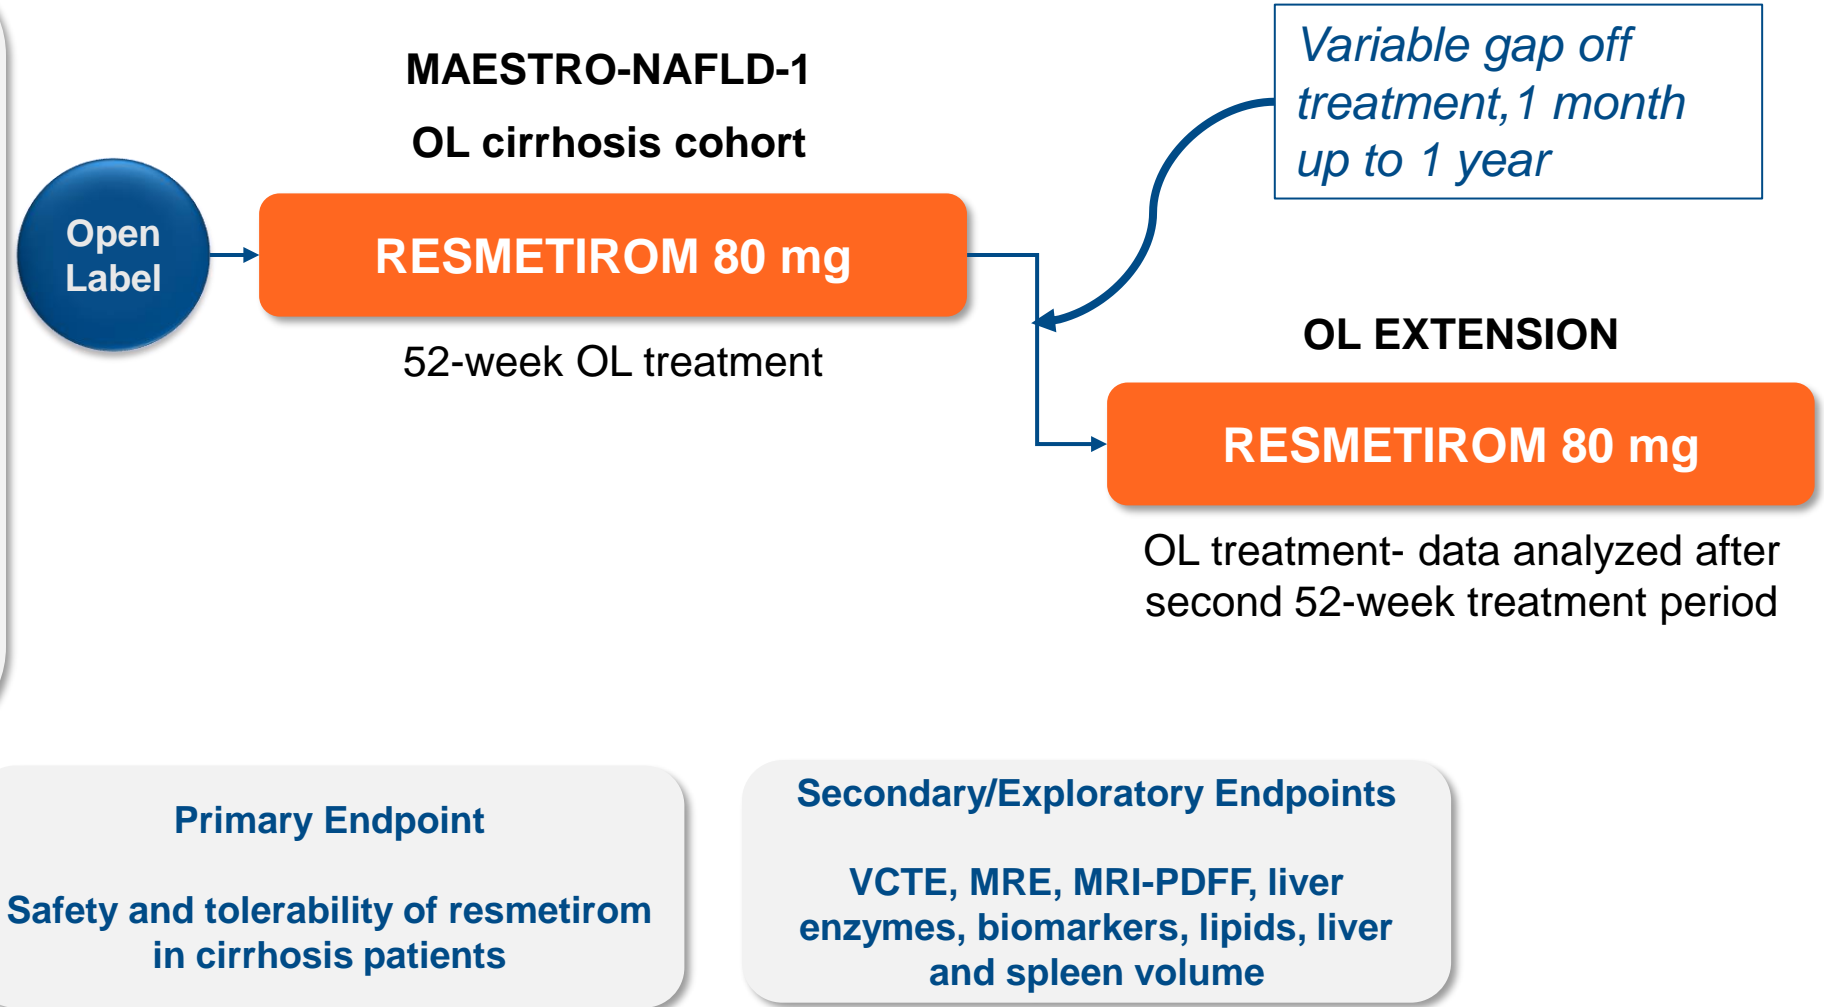 MAESTRO-NAFLD-1
OL cirrhosis cohort
Variable gap off
treatment,1 month
up to 1 year
Open
Label
RESMETIROM 80 mg
52-week OL treatment
OL EXTENSION
RESMETIROM 80 mg
OL treatment- data analyzed after
second 52-week treatment period
Primary Endpoint
Safety and tolerability of resmetirom
in cirrhosis patients
Secondary/Exploratory Endpoints
VCTE, MRE, MRI-PDFF, liver
enzymes, biomarkers, lipids, liver
and spleen volume